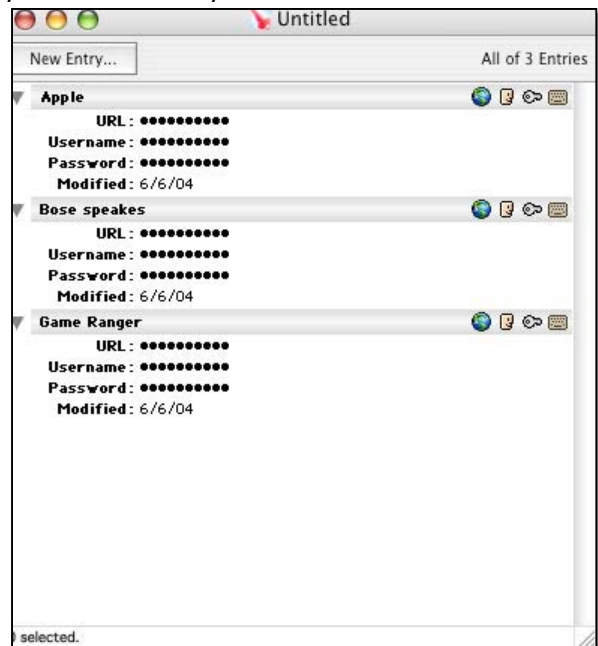 Untitled
New Entry... All of 3 Entries
Apple
URL: ●●●●●●●●●●
Username: ●●●●●●●●●●
Password: ●●●●●●●●●●
Modified: 6/6/04
Bose speakes
URL: ●●●●●●●●●●
Username: ●●●●●●●●●●
Password: ●●●●●●●●●●
Modified: 6/6/04
Game Ranger
URL: ●●●●●●●●●●
Username: ●●●●●●●●●●
Password: ●●●●●●●●●●
Modified: 6/6/04
selected.